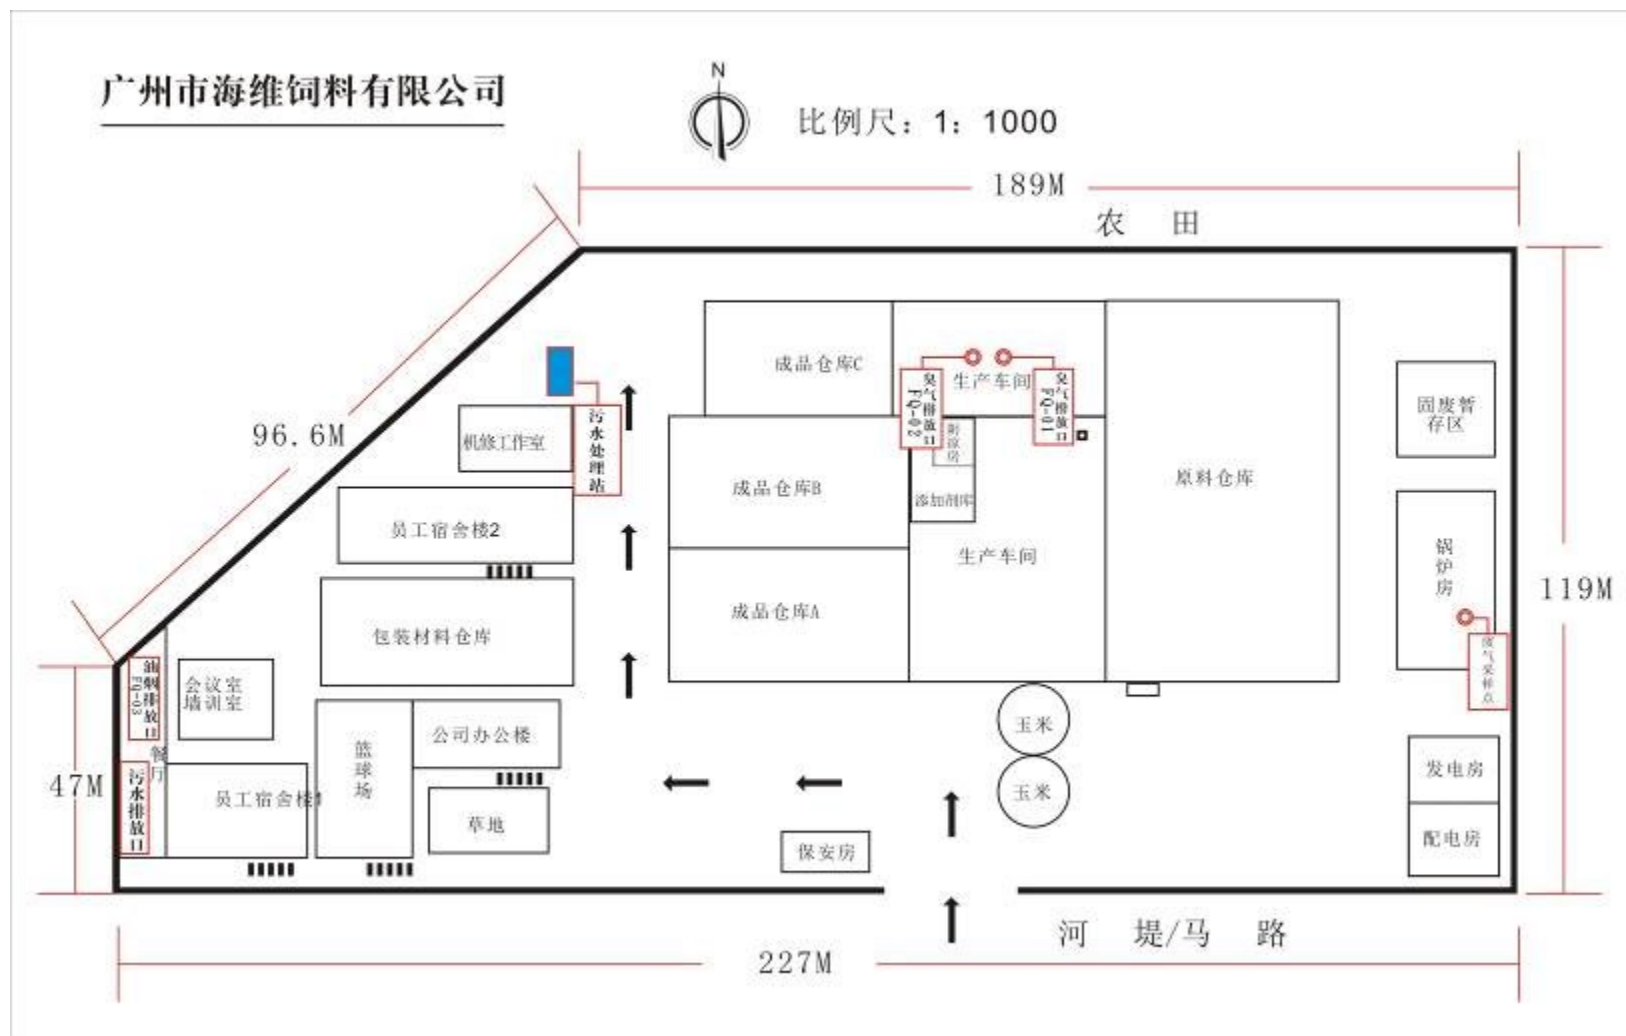 广州市海维饲料有限公司
N
比例尺：1：1000
189M
农 田
96.6M
成品仓库C
臭气排放口
FQ-02
生产车间
臭气排放口
FQ-01
固废暂
存区
机修工作室
污水处理站
成品仓库B
添加剂库
原料仓库
员工宿舍楼2
生产车间
锅炉房
119M
包装材料仓库
成品仓库A
油烟排放口
FQ-03
会议室
培训室
废气采样点
公司办公楼
玉米
餐厅
篮球场
发电房
47M
污水排放口
员工宿舍楼1
草地
玉米
保安房
配电房
河 堤/马 路
227M